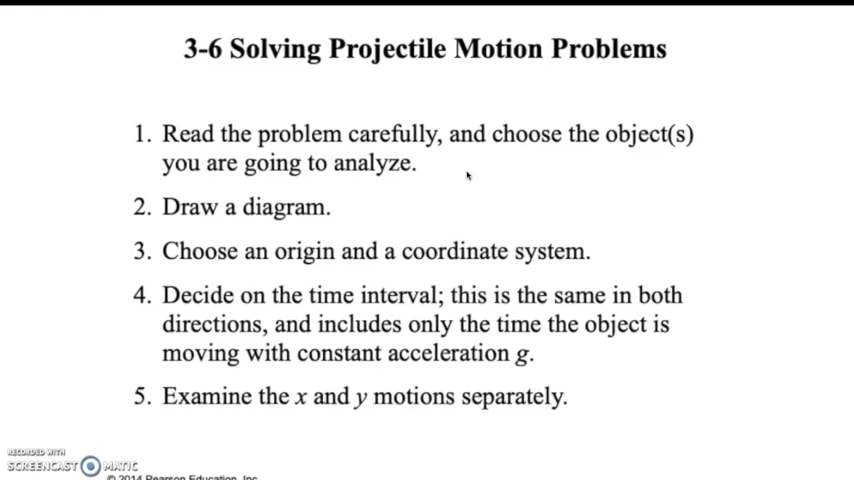 3-6 Solving Projectile Motion Problems
1. Read the problem carefully, and choose the object(s)
you are going to analyze.
2. Draw a diagram.
3. Choose an origin and a coordinate system.
4. Decide on the time interval; this is the same in both
directions, and includes only the time the object is
moving with constant acceleration g.
5. Examine the x and y motions separately.
RECORDED WITH
SCREENCAST MATIC
© 2014 Pearson Education, Inc.